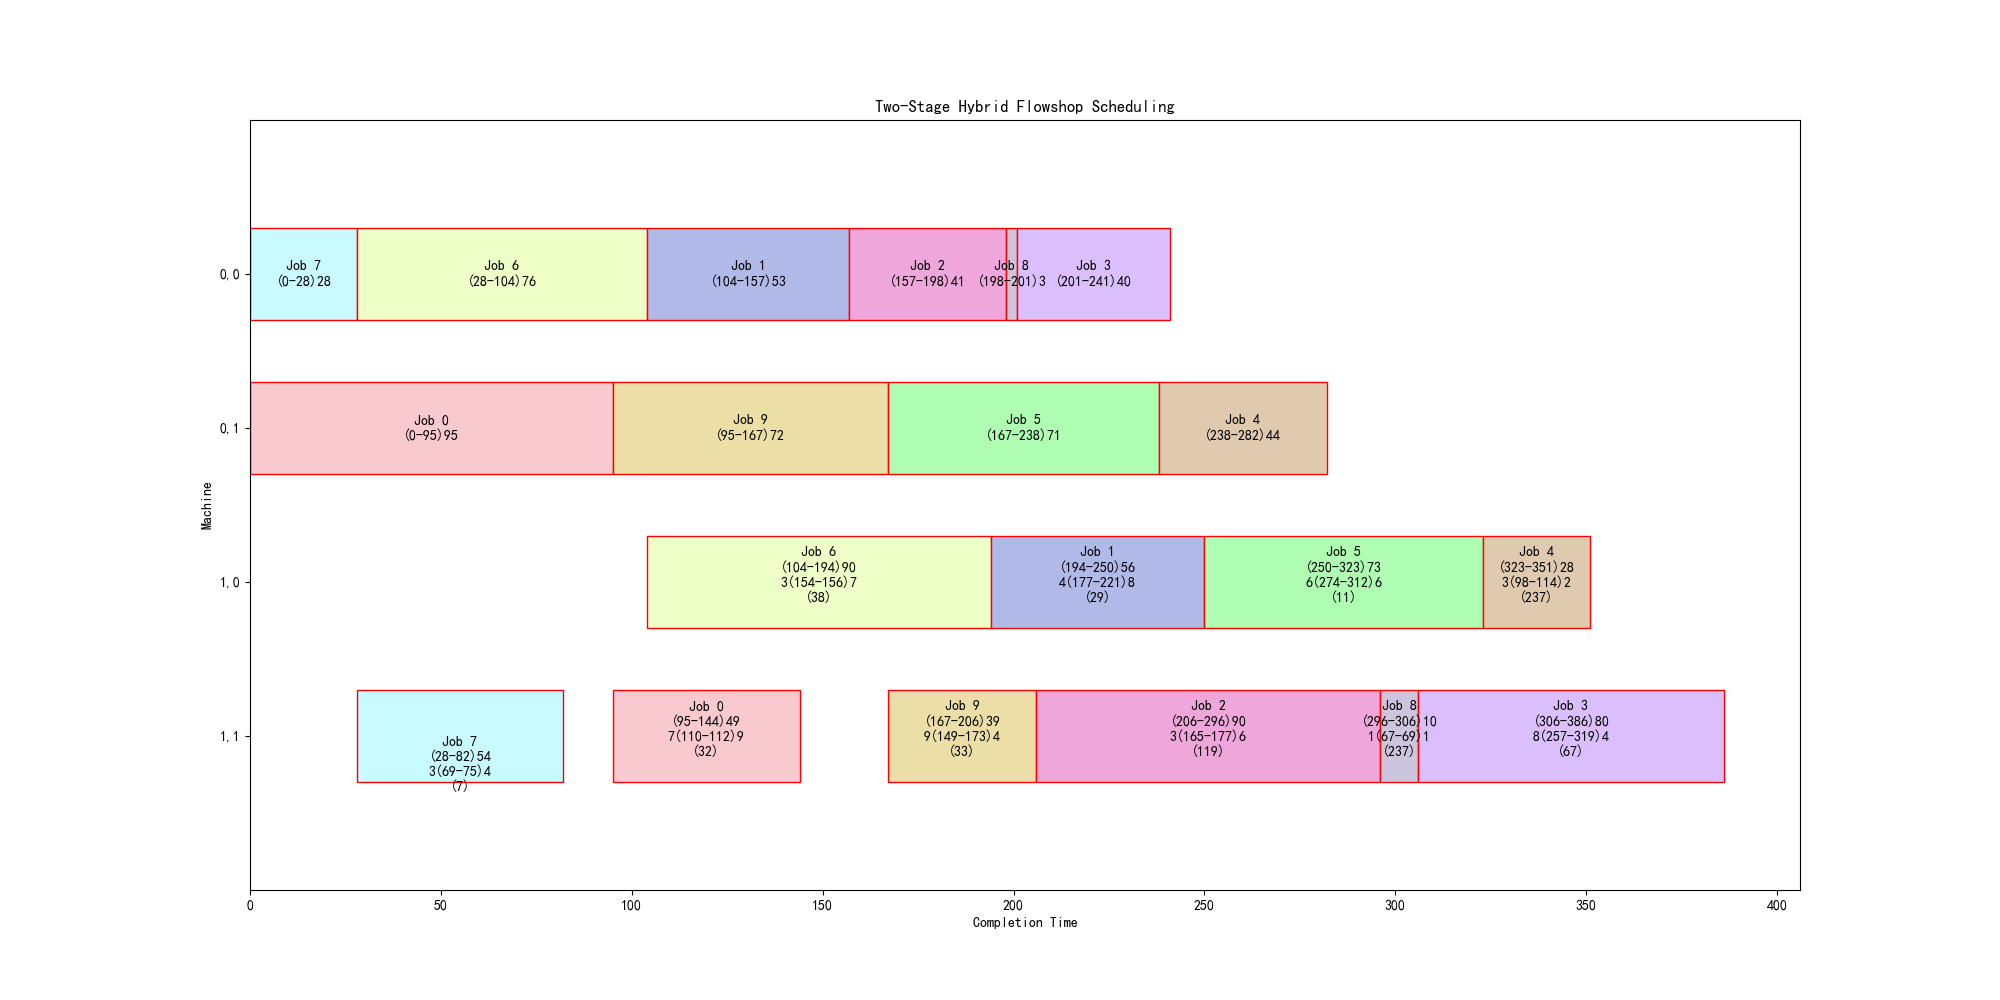 Two-Stage Hybrid Flowshop Scheduling
0,0
Job 7
(0-28)28
Job 6
(28-104)76
Job 1
(104-157)53
Job 2
(157-198)41
Job 8
(198-201)3
Job 3
(201-241)40
0,1
Job 0
(0-95)95
Job 9
(95-167)72
Job 5
(167-238)71
Job 4
(238-282)44
Machine
1,0
Job 6
(104-194)90
3(154-156)7
(38)
Job 1
(194-250)56
4(177-221)8
(29)
Job 5
(250-323)73
6(274-312)6
(11)
Job 4
(323-351)28
3(98-114)2
(237)
1,1
Job 7
(28-82)54
3(69-75)4
(7)
Job 0
(95-144)49
7(110-112)9
(32)
Job 9
(167-206)39
9(149-173)4
(33)
Job 2
(206-296)90
3(165-177)6
(119)
Job 8
(296-306)10
1(67-69)1
(237)
Job 3
(306-386)80
8(257-319)4
(67)
0 50 100 150 200 250 300 350 400
Completion Time